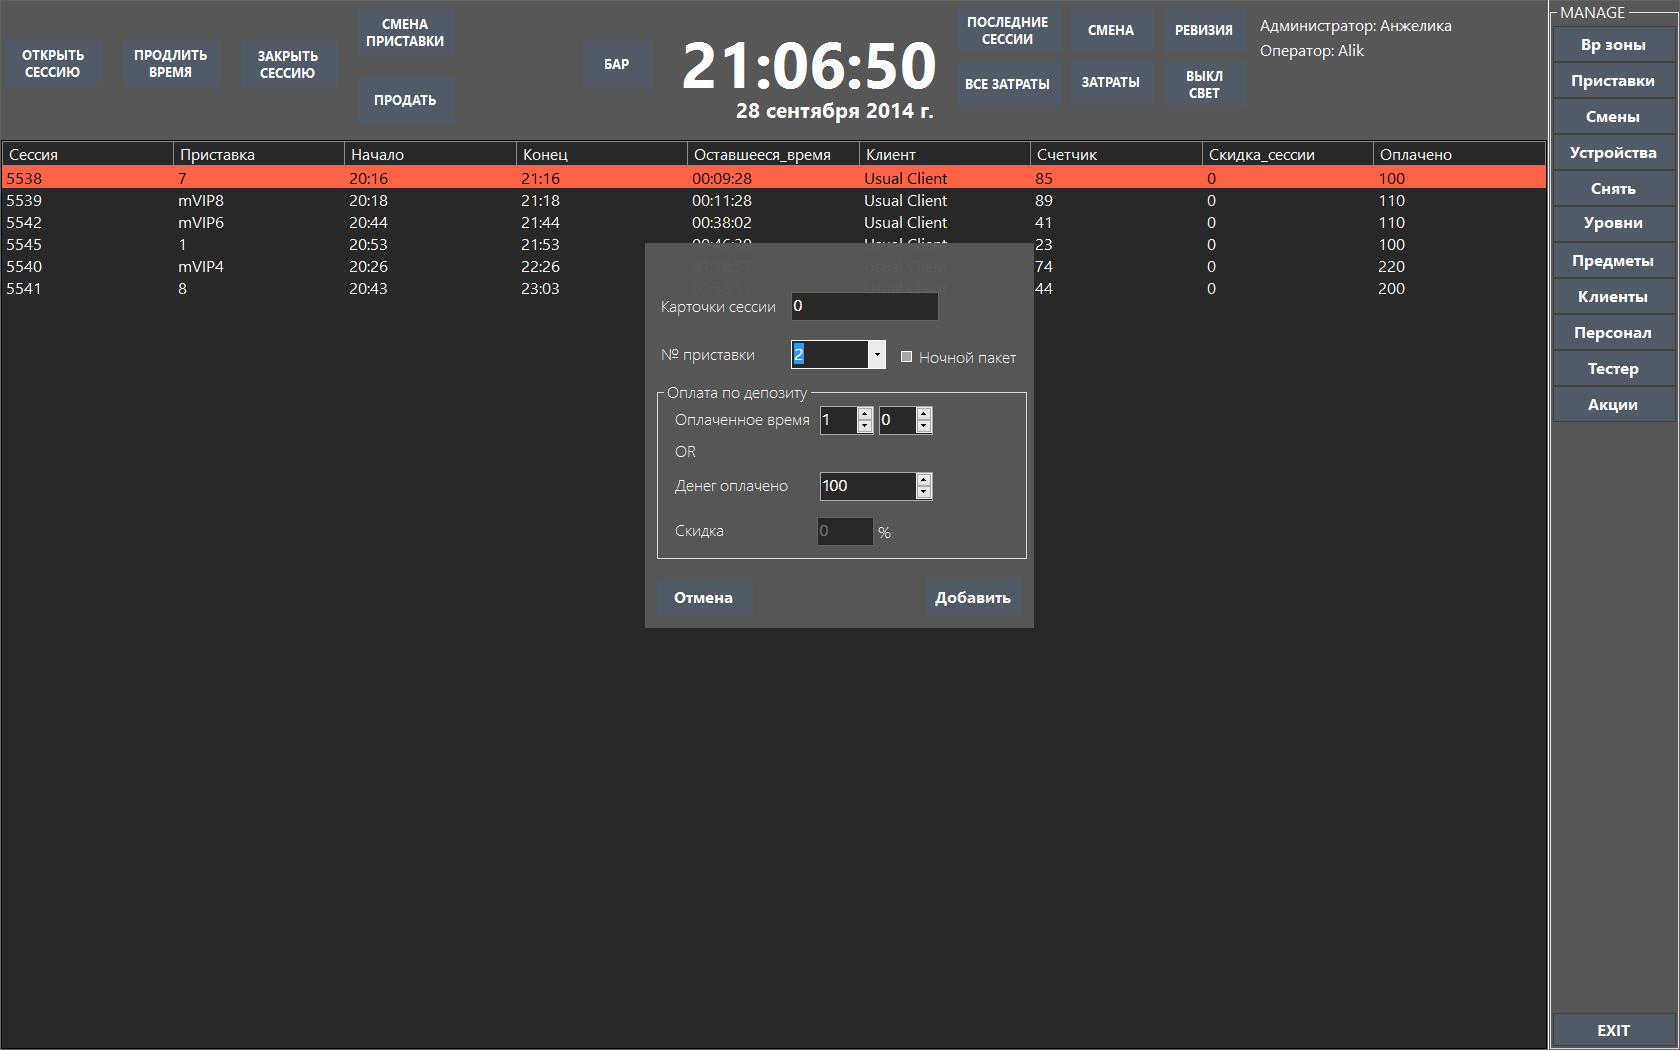 ОТКРЫТЬ
СЕССИЮ
ПРОДЛИТЬ
ВРЕМЯ
ЗАКРЫТЬ
СЕССИЮ
СМЕНА
ПРИСТАВКИ
ПРОДАТЬ
БАР
21:06:50
28 сентября 2014 г.
ПОСЛЕДНИЕ
СЕССИИ
СМЕНА
РЕВИЗИЯ
ВСЕ ЗАТРАТЫ
ЗАТРАТЫ
ВЫКЛ
СВЕТ
Администратор: Анжелика
Оператор: Alik
Сессия Приставка Начало Конец Оставшееся_время Клиент Счетчик Скидка_сессии Оплачено
5538 7 20:16 21:16 00:09:28 Usual Client 85 0 100
5539 mVIP8 20:18 21:18 00:11:28 Usual Client 89 0 110
5542 mVIP6 20:44 21:44 00:38:02 Usual Client 41 0 110
5545 1 20:53 21:53 Usual Client 23 0 100
5540 mVIP4 20:26 22:26 Usual Client 74 0 220
5541 8 20:43 23:03 44 0 200
Карточки сессии 0
№ приставки 2 Ночной пакет
Оплата по депозиту
Оплаченное время 1 0
OR
Денег оплачено 100
Скидка 0 %
Отмена Добавить
MANAGE
Вр зоны
Приставки
Смены
Устройства
Снять
Уровни
Предметы
Клиенты
Персонал
Тестер
Акции
EXIT